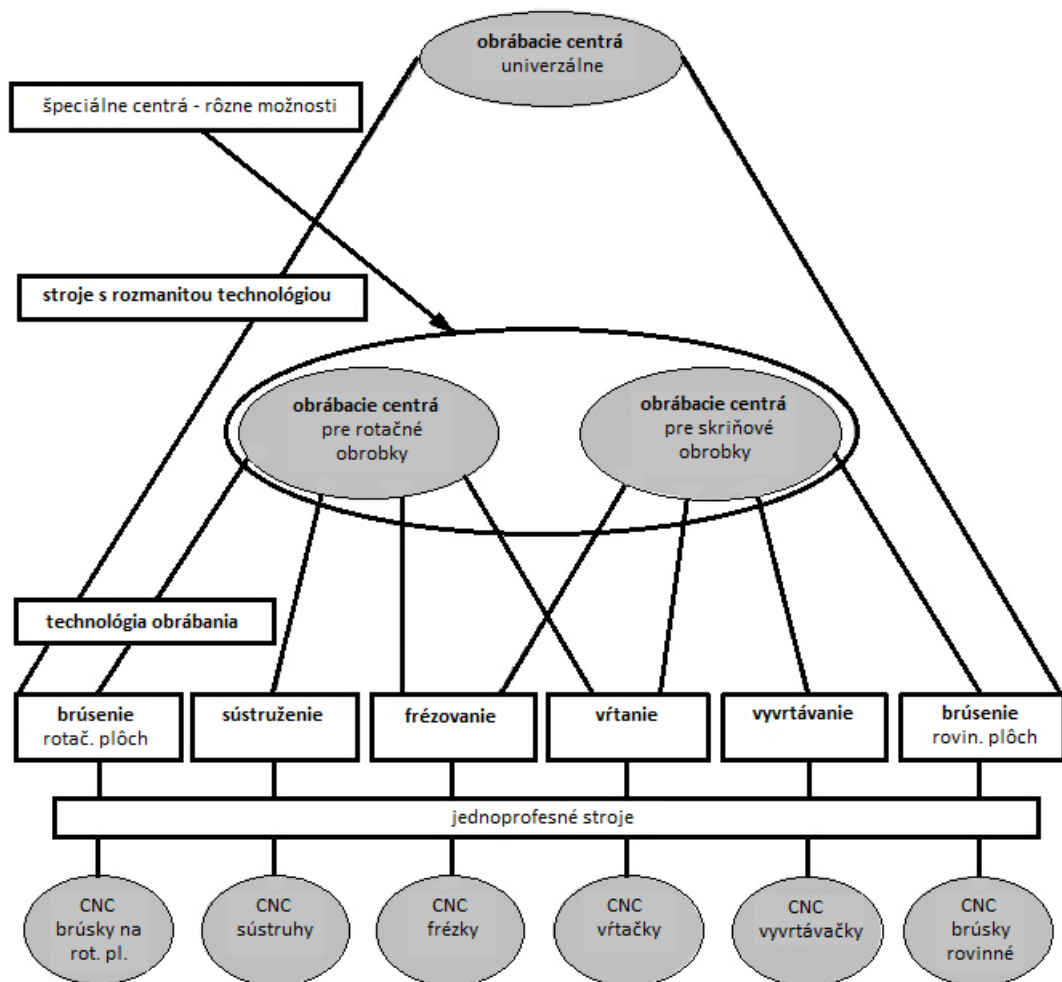 obrábacie centrá
univerzálne
špeciálne centrá - rôzne možnosti
stroje s rozmanitou technológiou
obrábacie centrá
pre rotačné
obrobky
obrábacie centrá
pre skriňové
obrobky
technológia obrábania
brúsenie
rotač. plôch
sústruženie
frézovanie
vŕtanie
vyvrtávanie
brúsenie
rovin. plôch
jednoprofesné stroje
CNC
brúsky na
rot. pl.
CNC
sústruhy
CNC
frézky
CNC
vŕtačky
CNC
vyvrtávačky
CNC
brúsky
rovinné